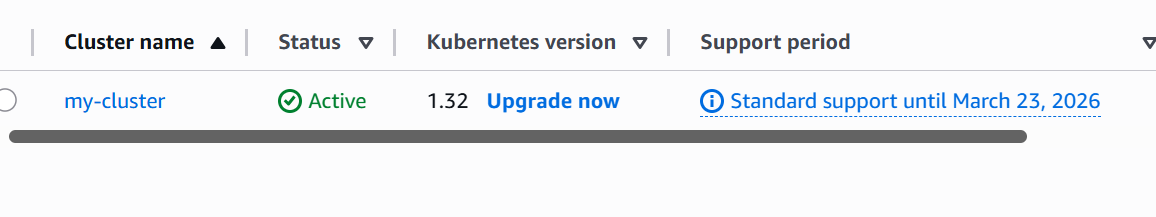 Cluster name Status Kubernetes version Support period
my-cluster Active 1.32 Upgrade now Standard support until March 23, 2026